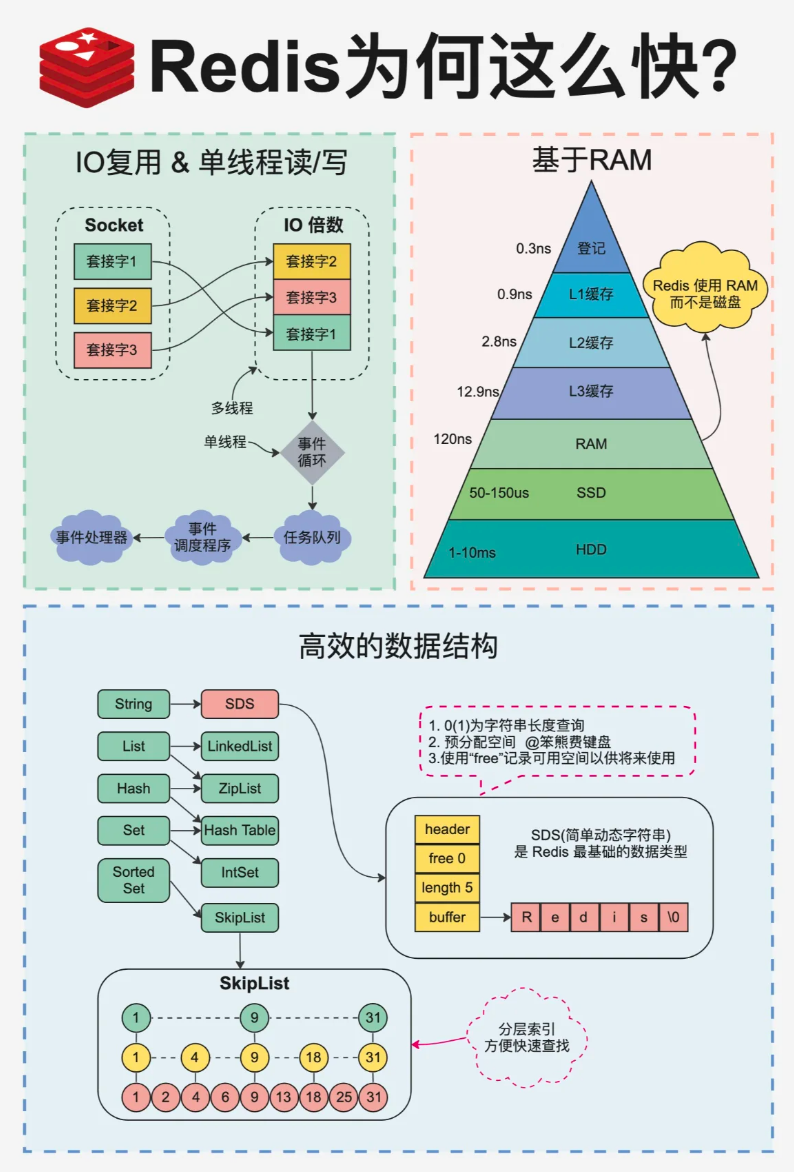 Redis为何这么快?
IO复用 & 单线程读/写
Socket
套接字1
套接字2
套接字3
IO 倍数
套接字2
套接字3
套接字1
多线程
单线程
事件
循环
事件处理器
事件
调度程序
任务队列
基于RAM
0.3ns
登记
0.9ns
L1缓存
2.8ns
L2缓存
12.9ns
L3缓存
120ns
RAM
50-150us
SSD
1-10ms
HDD
Redis 使用 RAM
而不是磁盘
高效的数据结构
String
SDS
List
LinkedList
Hash
ZipList
Set
Hash Table
Sorted
Set
IntSet
SkipList
1. 0(1)为字符串长度查询
2. 预分配空间 @笨熊费键盘
3.使用“free”记录可用空间以供将来使用
header
free 0
length 5
buffer
SDS(简单动态字符串)
是 Redis 最基础的数据类型
R e d i s \0
SkipList
1 9 31
1 4 9 18 31
1 2 4 6 9 13 18 25 31
分层索引
方便快速查找